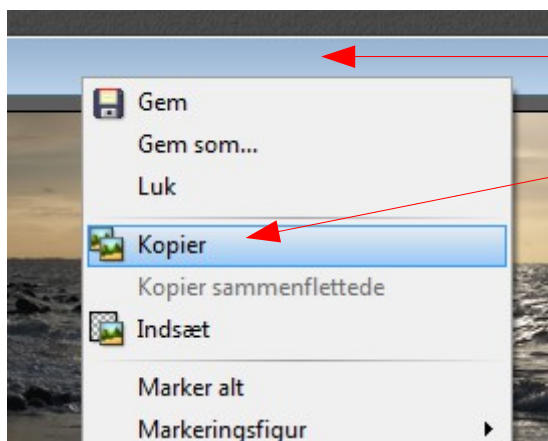 Gem
Gem som...
Luk
Kopier
Kopier sammenflettede
Indsæt
Marker alt
Markeringsfigur